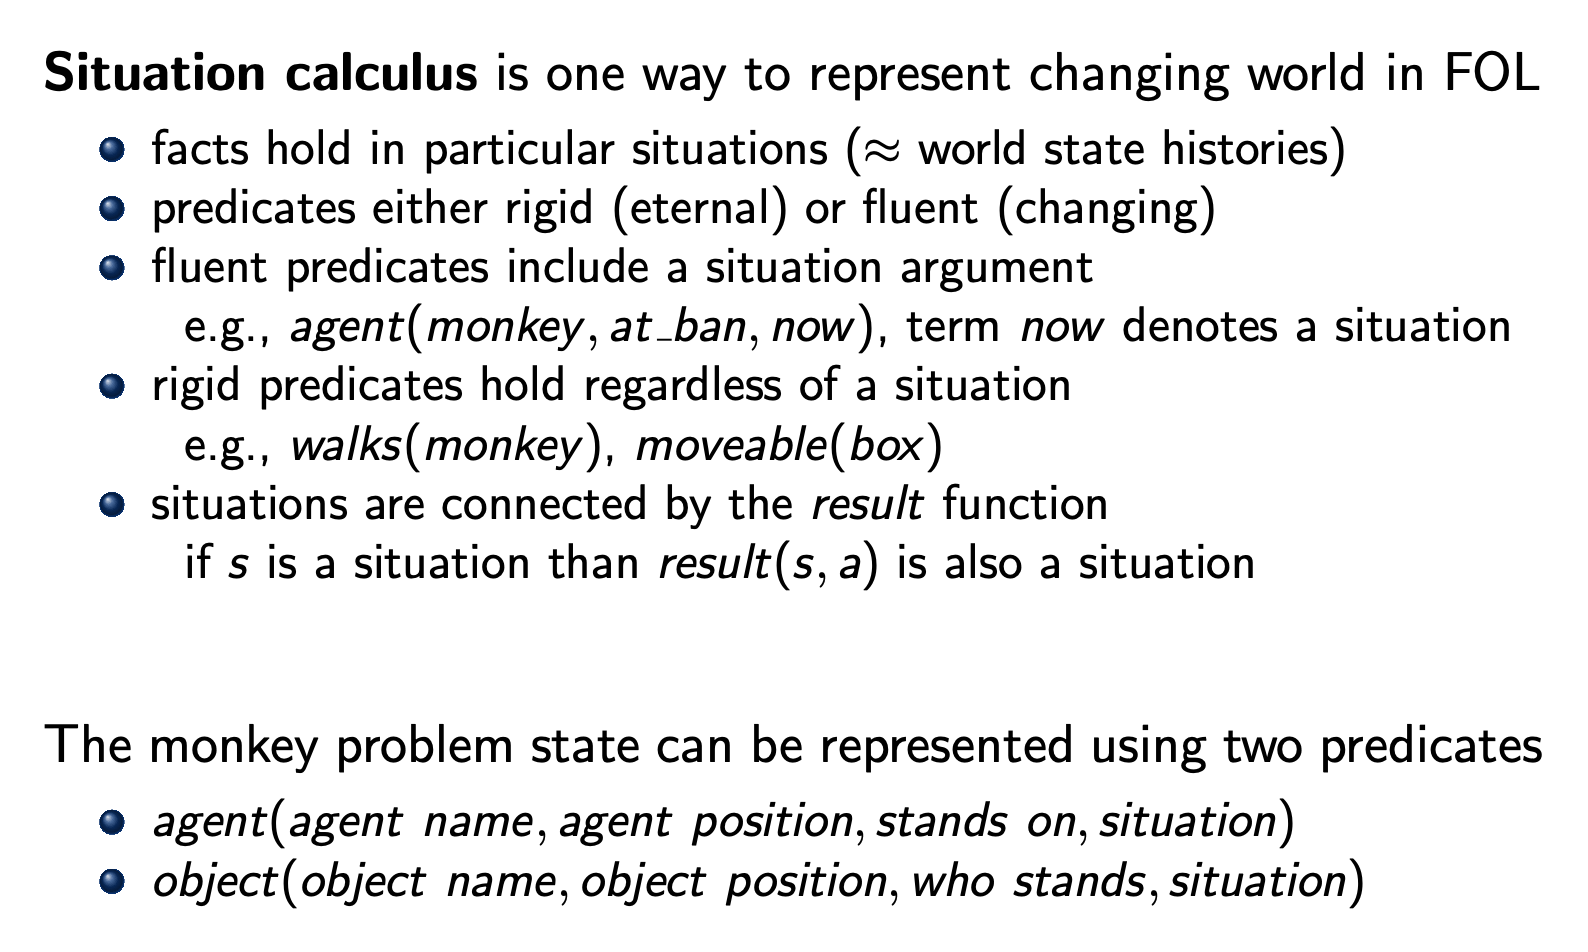 Situation calculus is one way to represent changing world in FOL
facts hold in particular situations (≈ world state histories)
predicates either rigid (eternal) or fluent (changing)
fluent predicates include a situation argument
e.g., agent(monkey, at_ban, now), term now denotes a situation
rigid predicates hold regardless of a situation
e.g., walks(monkey), moveable(box)
situations are connected by the result function
if s is a situation than result(s, a) is also a situation
The monkey problem state can be represented using two predicates
agent(agent name, agent position, stands on, situation)
object(object name, object position, who stands, situation)